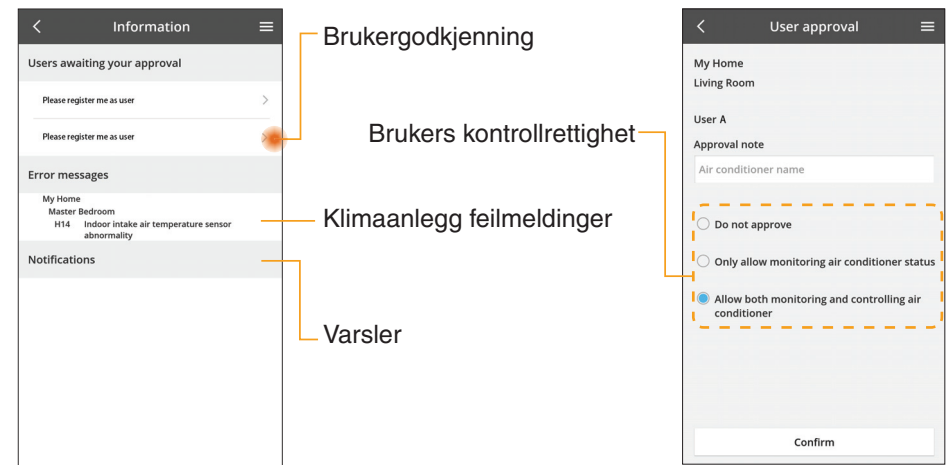 Information
Users awaiting your approval
Please register me as user
Please register me as user
Error messages
My Home
Master Bedroom
H14 Indoor intake air temperature sensor
abnormality
Notifications
Brukergodkjenning
Brukers kontrollrettighet
Klimaanlegg feilmeldinger
Varsler
User approval
My Home
Living Room
User A
Approval note
Air conditioner name
Do not approve
Only allow monitoring air conditioner status
Allow both monitoring and controlling air
conditioner
Confirm